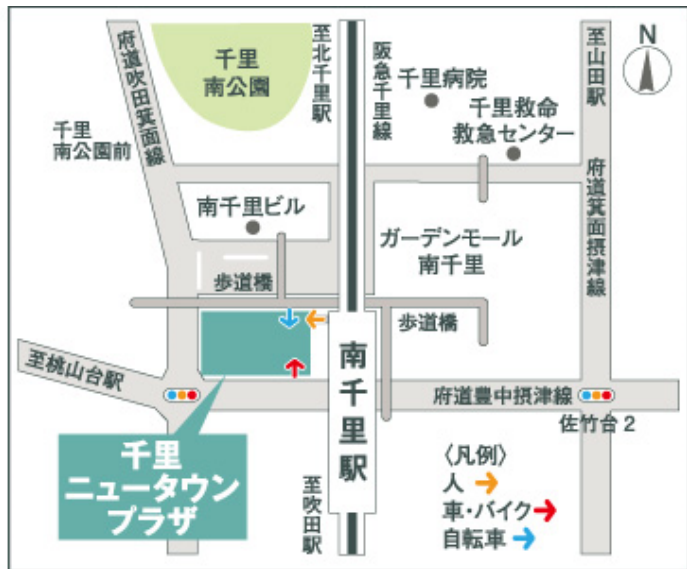 府道吹田箕面線
千里
南公園
至北千里駅
阪急千里線
千里病院
千里救命
救急センター
至山田駅
N
千里
南公園前
南千里ビル
ガーデンモール
南千里
府道箕面摂津線
歩道橋
歩道橋
至桃山台駅
南千里駅
府道豊中摂津線
佐竹台2
千里
ニュータウン
プラザ
至吹田駅
〈凡例〉
人
車・バイク
自転車